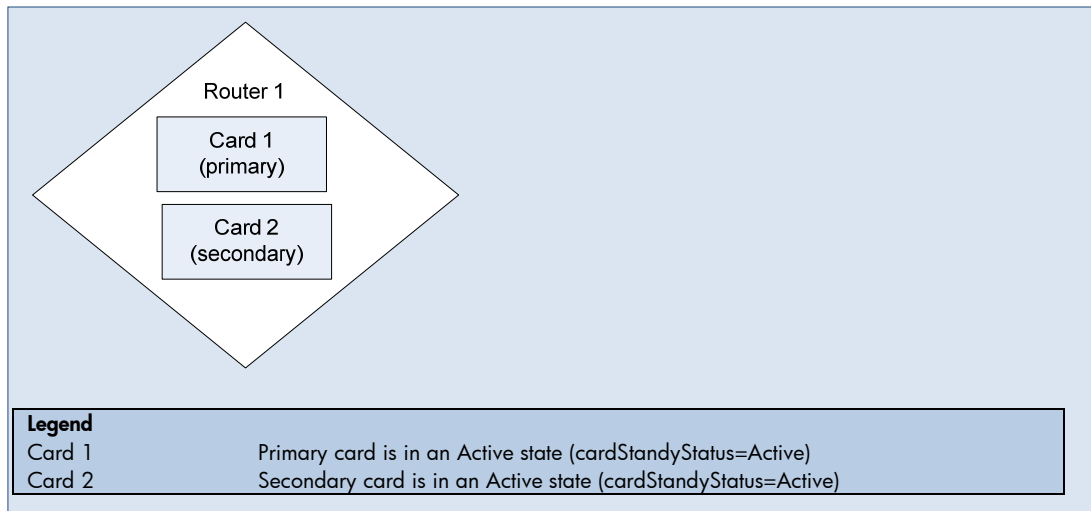 Router 1
Card 1
(primary)
Card 2
(secondary)
Legend
Card 1 Primary card is in an Active state (cardStandyStatus=Active)
Card 2 Secondary card is in an Active state (cardStandyStatus=Active)